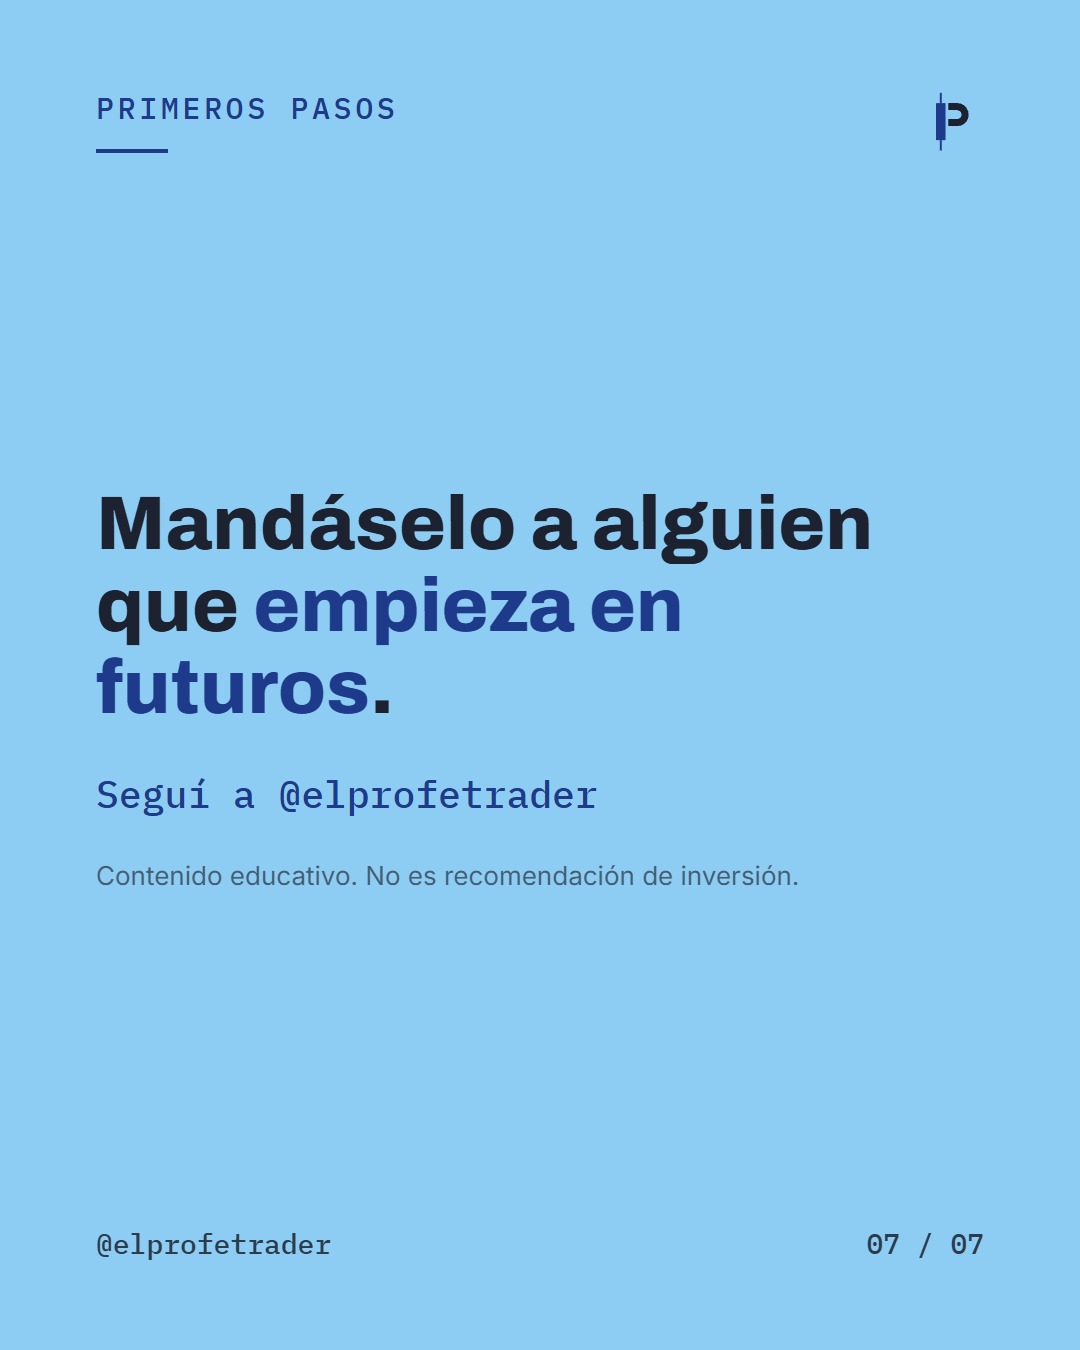 PRIMEROS PASOS
Mandáselo a alguien
que empieza en
futuros.
Seguí a @elprofetrader
Contenido educativo. No es recomendación de inversión.
@elprofetrader
07 / 07